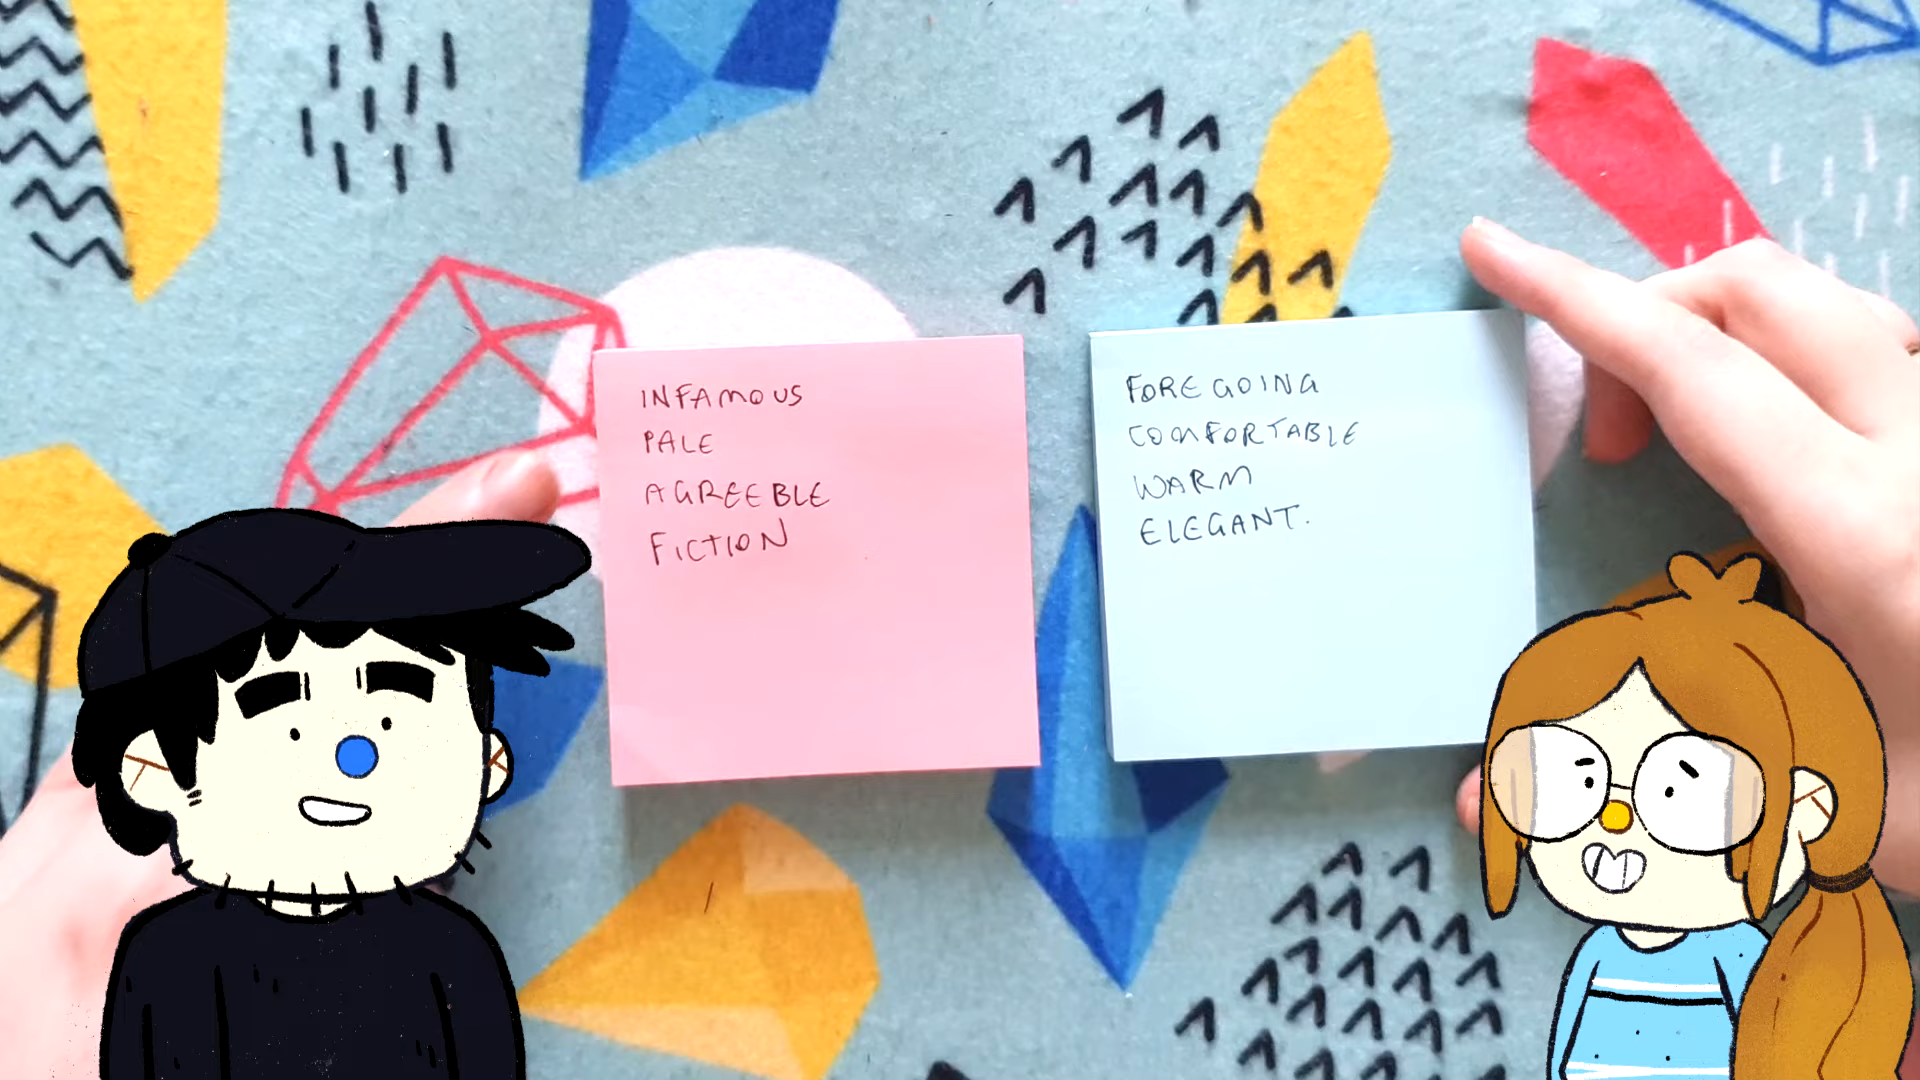 INFAMOUS
PALE
AGREEBLE
FICTION
FOREGOING
COMFORTABLE
WARM
ELEGANT.